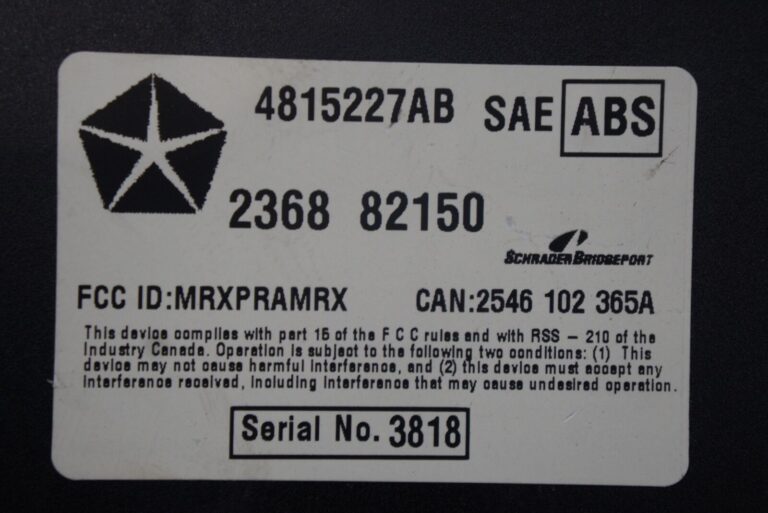 4815227AB SAE ABS
2368 82150
SCHRADER BRIDGEPORT
FCC ID:MRXPRAMRX CAN:2546 102 365A
This device complies with part 15 of the F C C rules and with RSS – 210 of the
Industry Canada. Operation is subject to the following two conditions: (1) This
device may not cause harmful interference, and (2) this device must accept any
interference received, including interference that may cause undesired operation.
Serial No. 3818